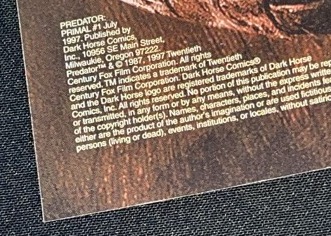 PREDATOR:
PRIMAL #1 July
1997. Published by
Dark Horse Comics,
Inc., 10956 SE Main Street,
Milwaukie, Oregon 97222.
Predator™ & © 1987, 1997 Twentieth
Century Fox Film Corporation. All rights
reserved. TM indicates a trademark of Twentieth
Century Fox Film Corporation. Dark Horse Comics®
and the Dark Horse logo are registered trademarks of Dark Horse
Comics, Inc. All rights reserved. No portion of this publication may be
or transmitted, in any form or by any means, without the express written
of the copyright holder(s). Names, characters, places, and incidents
either are the product of the author's imagination or are used fictitiously.
persons (living or dead), events, institutions, or locales, without satiric